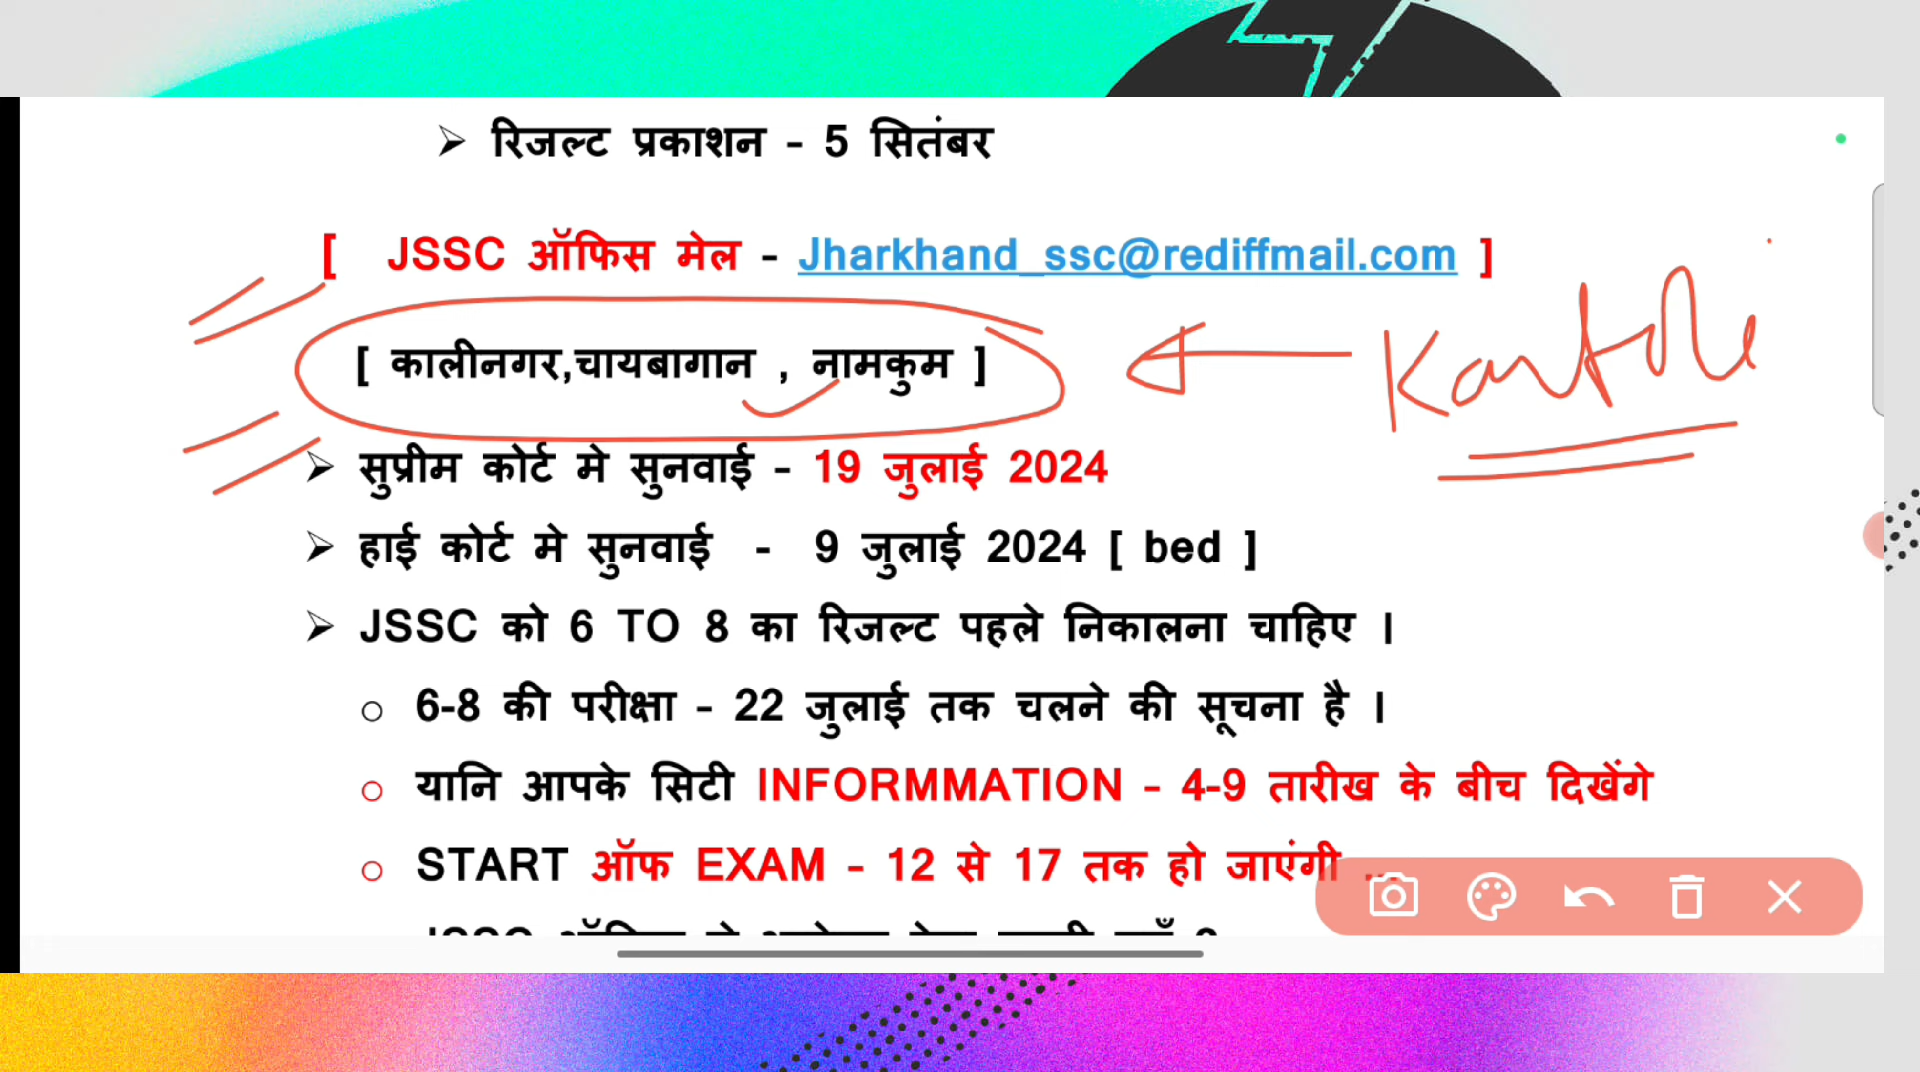 ➢ रिजल्ट प्रकाशन - 5 सितंबर
[ JSSC ऑफिस मेल - Jharkhand_ssc@rediffmail.com ]
[ कालीनगर,चायबागान , नामकुम ]
➢ सुप्रीम कोर्ट मे सुनवाई - 19 जुलाई 2024
➢ हाई कोर्ट मे सुनवाई - 9 जुलाई 2024 [ bed ]
➢ JSSC को 6 TO 8 का रिजल्ट पहले निकालना चाहिए ।
o 6-8 की परीक्षा - 22 जुलाई तक चलने की सूचना है ।
o यानि आपके सिटी INFORMMATION - 4-9 तारीख के बीच दिखेंगे
o START ऑफ EXAM - 12 से 17 तक हो जाएंगी ...